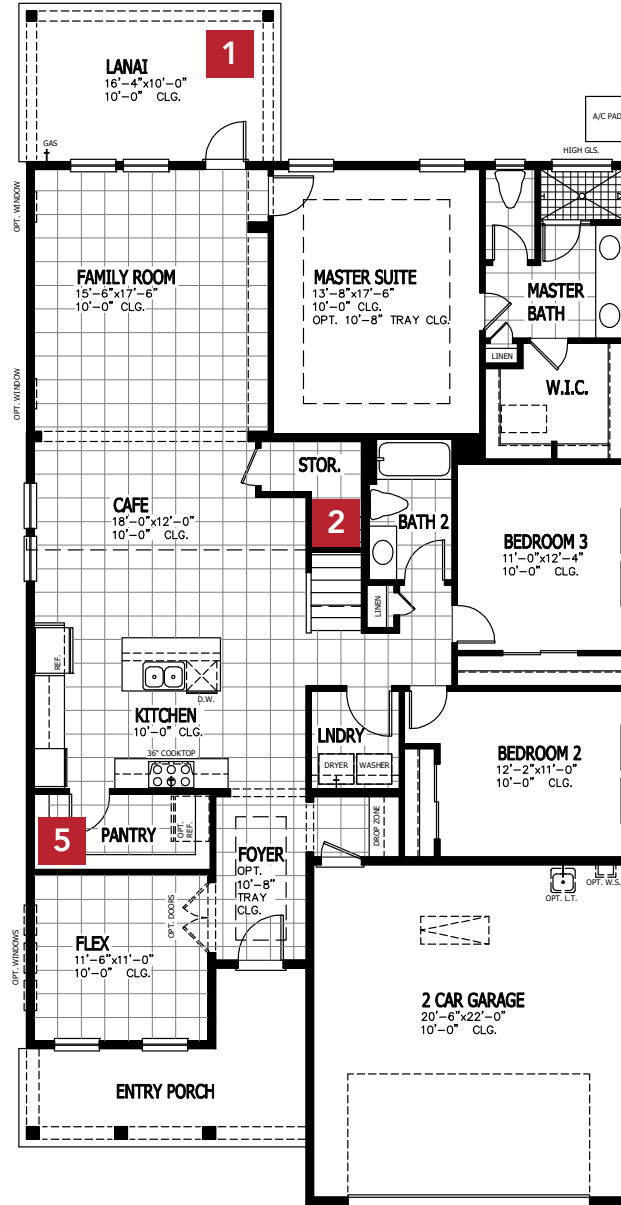 1
LANAI
16'-4"x10'-0"
10'-0" CLG.
A/C PAD
GAS
HIGH GLS.
OPT. WINDOW
FAMILY ROOM
15'-6"x17'-6"
10'-0" CLG.
MASTER SUITE
13'-8"x17'-6"
10'-0" CLG.
OPT. 10'-8" TRAY CLG.
MASTER
BATH
LINEN
W.I.C.
OPT. WINDOW
STOR.
CAFE
18'-0"x12'-0"
10'-0" CLG.
2
BATH 2
BEDROOM 3
11'-0"x12'-4"
10'-0" CLG.
LINEN
REF.
D.W.
KITCHEN
10'-0" CLG.
36" COOKTOP
LNDRY
DRYER
WASHER
BEDROOM 2
12'-2"x11'-0"
10'-0" CLG.
5
PANTRY
OPT.
REF.
DROP ZONE
FOYER
OPT.
10'-8"
TRAY
CLG.
OPT. DOORS
OPT. L.T.
OPT. W.S.
OPT. WINDOWS
FLEX
11'-6"x11'-0"
10'-0" CLG.
2 CAR GARAGE
20'-6"x22'-0"
10'-0" CLG.
ENTRY PORCH